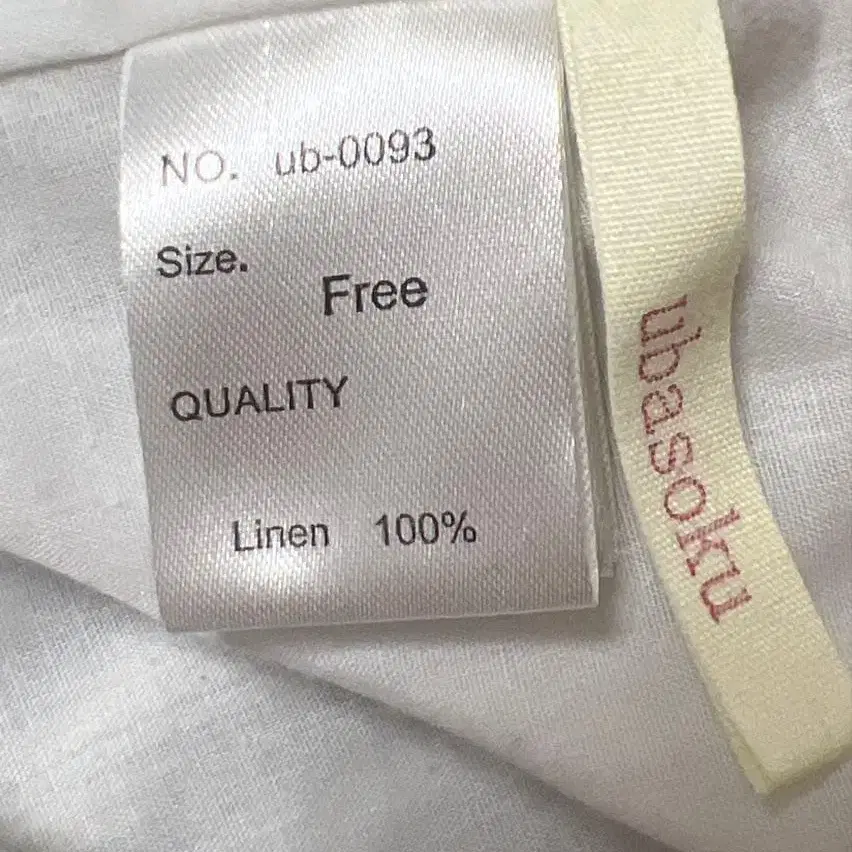 NO. ub-0093
Size.
Free
QUALITY
Linen 100%
ubasoku